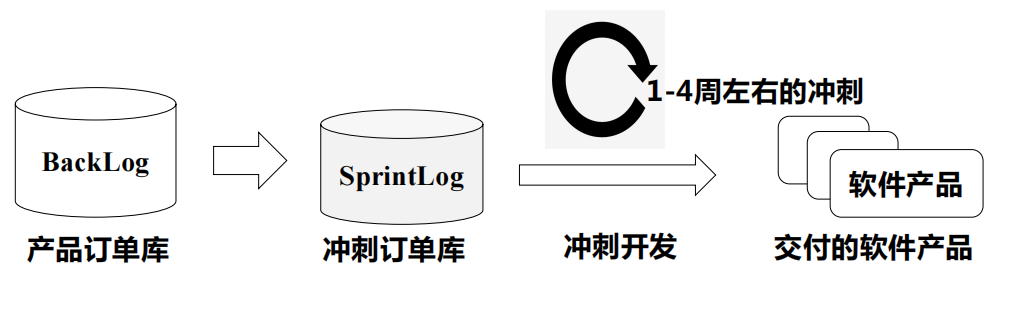 1-4周左右的冲刺
BackLog
SprintLog
软件产品
产品订单库
冲刺订单库
冲刺开发
交付的软件产品